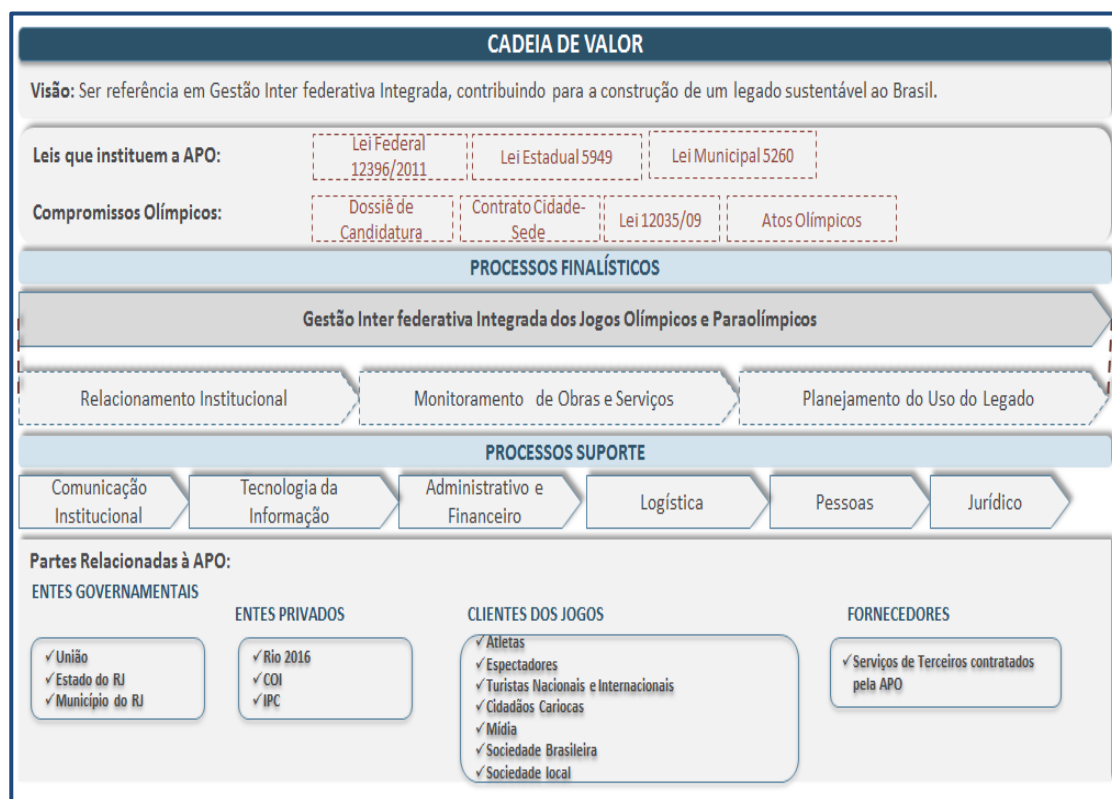 CADEIA DE VALOR
Visão: Ser referência em Gestão Inter federativa Integrada, contribuindo para a construção de um legado sustentável ao Brasil.
Leis que instituem a APO:
Lei Federal
12396/2011
Lei Estadual 5949
Lei Municipal 5260
Compromissos Olímpicos:
Dossiê de
Candidatura
Contrato Cidade-
Sede
Lei 12035/09
Atos Olímpicos
PROCESSOS FINALÍSTICOS
Gestão Inter federativa Integrada dos Jogos Olímpicos e Paraolímpicos
Relacionamento Institucional
Monitoramento de Obras e Serviços
Planejamento do Uso do Legado
PROCESSOS SUPORTE
Comunicação
Institucional
Tecnologia da
Informação
Administrativo e
Financeiro
Logística
Pessoas
Jurídico
Partes Relacionadas à APO:
ENTES GOVERNAMENTAIS
✓União
✓Estado do RJ
✓Município do RJ
ENTES PRIVADOS
✓Rio 2016
✓COI
✓IPC
CLIENTES DOS JOGOS
✓Atletas
✓Espectadores
✓Turistas Nacionais e Internacionais
✓Cidadãos Cariocas
✓Mídia
✓Sociedade Brasileira
✓Sociedade local
FORNECEDORES
✓Serviços de Terceiros contratados
pela APO